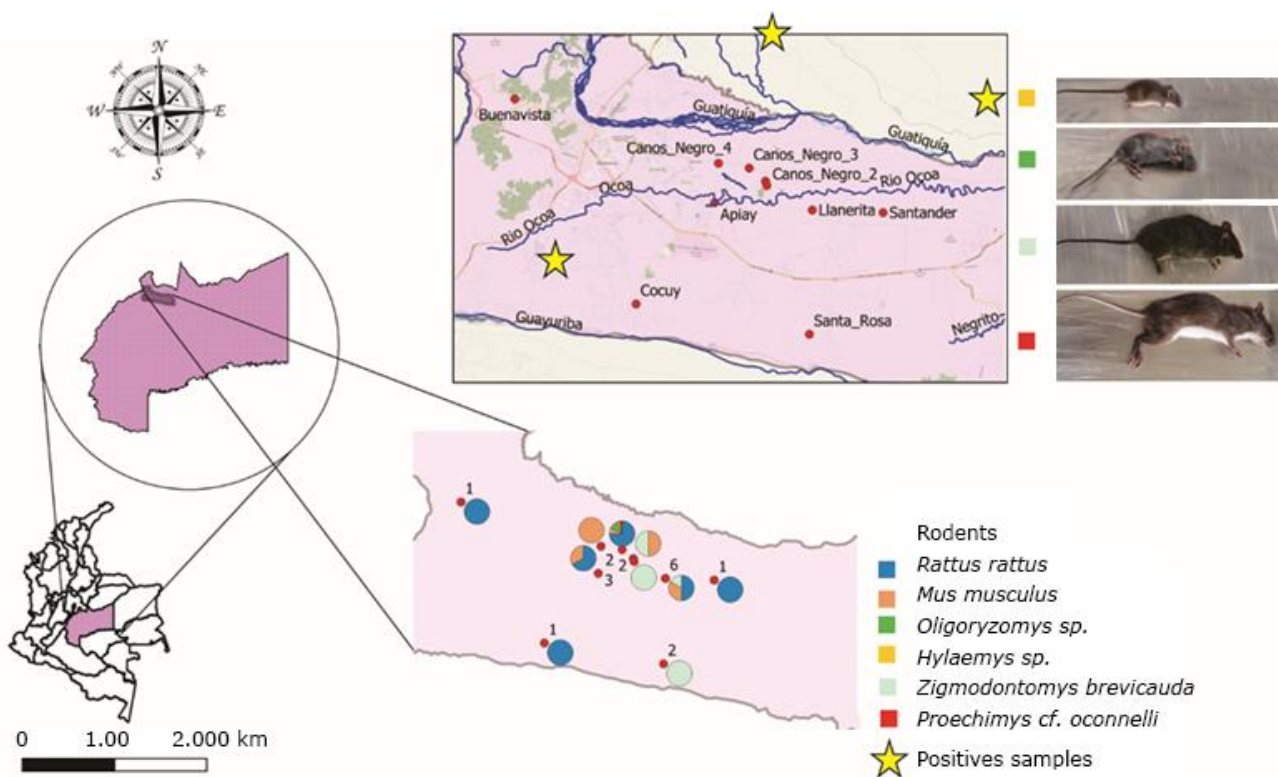 N
W
E
S
Buenavista
Guatiquía
Guatiquía
Canos_Negro_4
Canos_Negro_3
Canos_Negro_2
Rio Ocoa
Ocoa
Rio Ocoa
Apiay
Llanerita
Santander
Cocuy
Santa_Rosa
Guayuriba
Negrito-
1
2
2
3
6
1
1
2
Rodents
Rattus rattus
Mus musculus
Oligoryzomys sp.
Hylaemys sp.
Zigmodontomys brevicauda
Proechimys cf. oconnelli
Positives samples
0 1.00 2.000 km